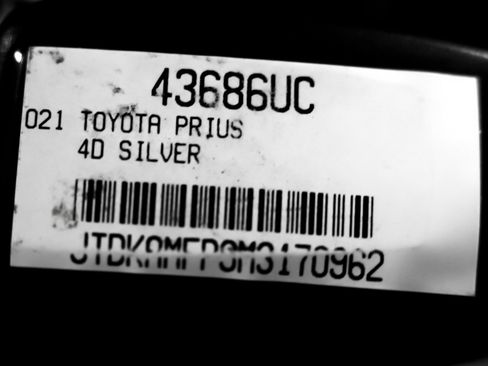 43686UC
021 TOYOTA PRIUS
4D SILVER
JTDKAMFP9M3170962